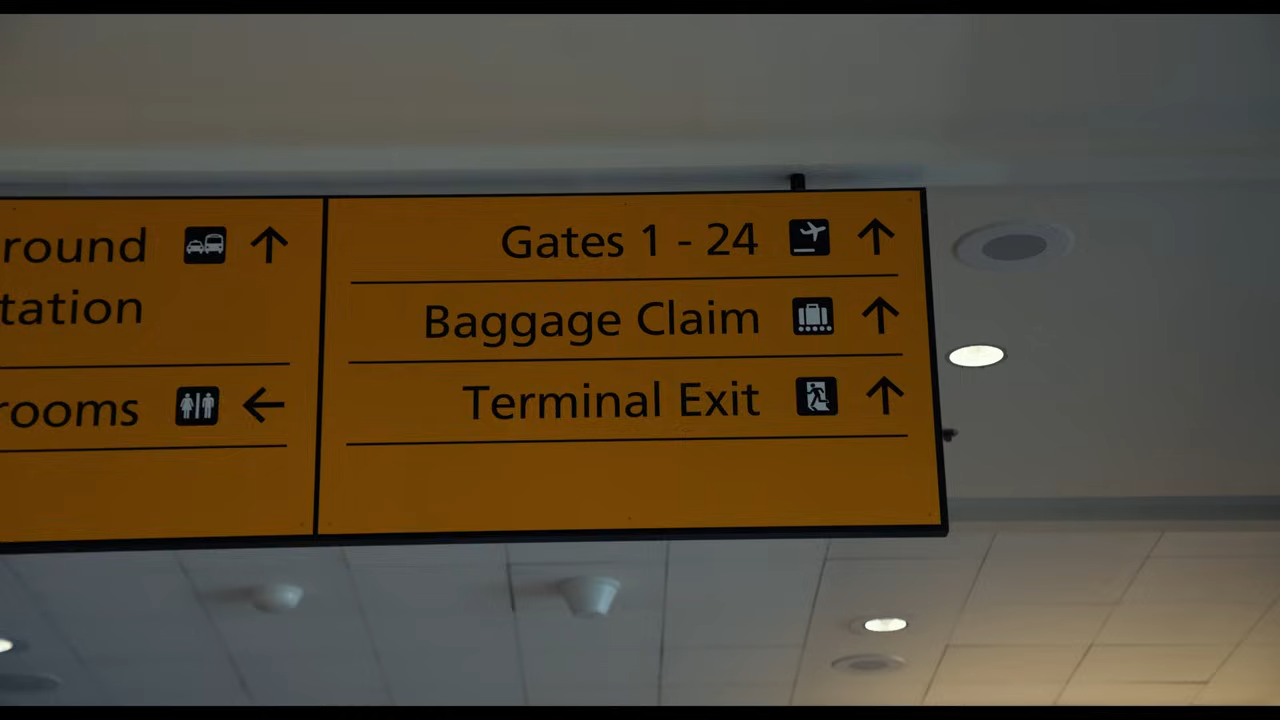 round
tation
rooms
Gates 1 - 24
Baggage Claim
Terminal Exit